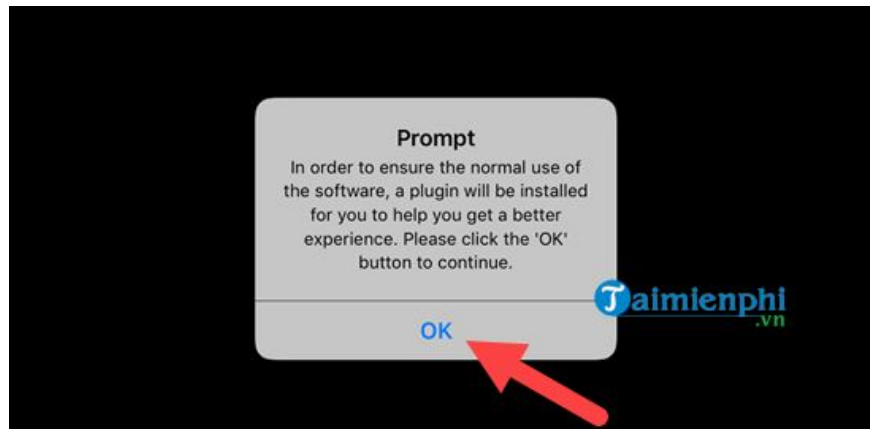 Prompt
In order to ensure the normal use of
the software, a plugin will be installed
for you to help you get a better
experience. Please click the 'OK'
button to continue.
Taimienphi
.vn
OK